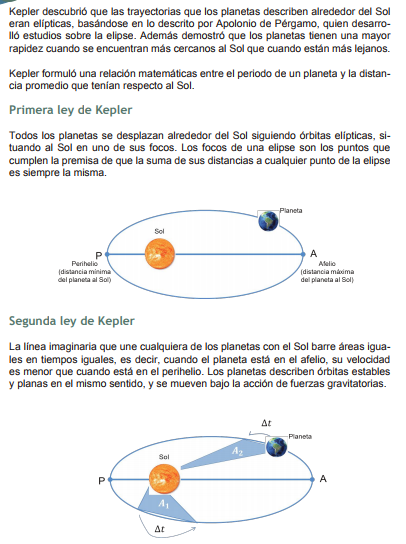 Kepler descubrió que las trayectorias que los planetas describen alrededor del Sol
eran elípticas, basándose en lo descrito por Apolonio de Pérgamo, quien desarro-
lló estudios sobre la elipse. Además demostró que los planetas tienen una mayor
rapidez cuando se encuentran más cercanos al Sol que cuando están más lejanos.
Kepler formuló una relación matemáticas entre el periodo de un planeta y la distan-
cia promedio que tenían respecto al Sol.
Primera ley de Kepler
Todos los planetas se desplazan alrededor del Sol siguiendo órbitas elípticas, si-
tuando al Sol en uno de sus focos. Los focos de una elipse son los puntos que
cumplen la premisa de que la suma de sus distancias a cualquier punto de la elipse
es siempre la misma.
Planeta
Sol
P
A
Perihelio
(distancia mínima
del planeta al Sol)
Afelio
(distancia máxima
del planeta al Sol)
Segunda ley de Kepler
La línea imaginaria que une cualquiera de los planetas con el Sol barre áreas igua-
les en tiempos iguales, es decir, cuando el planeta está en el afelio, su velocidad
es menor que cuando está en el perihelio. Los planetas describen órbitas estables
y planas en el mismo sentido, y se mueven bajo la acción de fuerzas gravitatorias.
Δt
Planeta
A₂
Sol
P
A
A₁
Δt